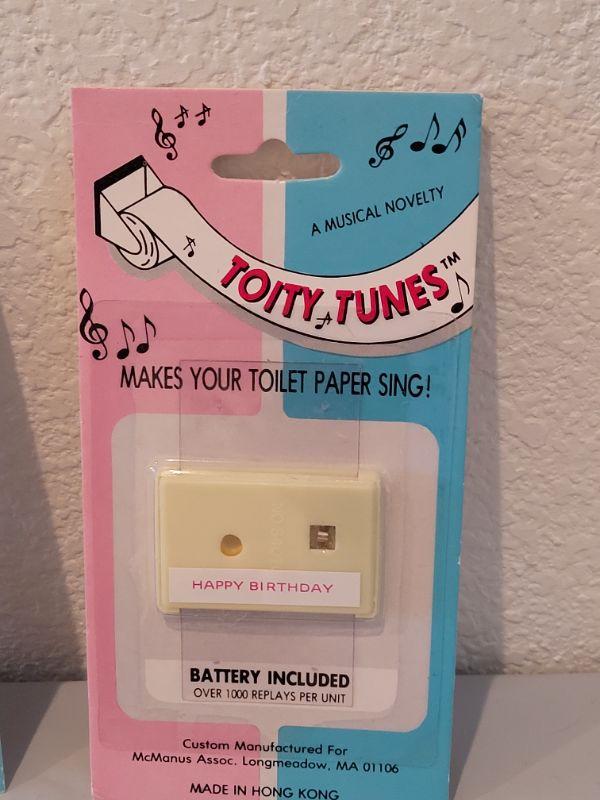 A MUSICAL NOVELTY
TOITY TUNES™
MAKES YOUR TOILET PAPER SING!
HAPPY BIRTHDAY
BATTERY INCLUDED
OVER 1000 REPLAYS PER UNIT
Custom Manufactured For
McManus Assoc. Longmeadow, MA 01106
MADE IN HONG KONG